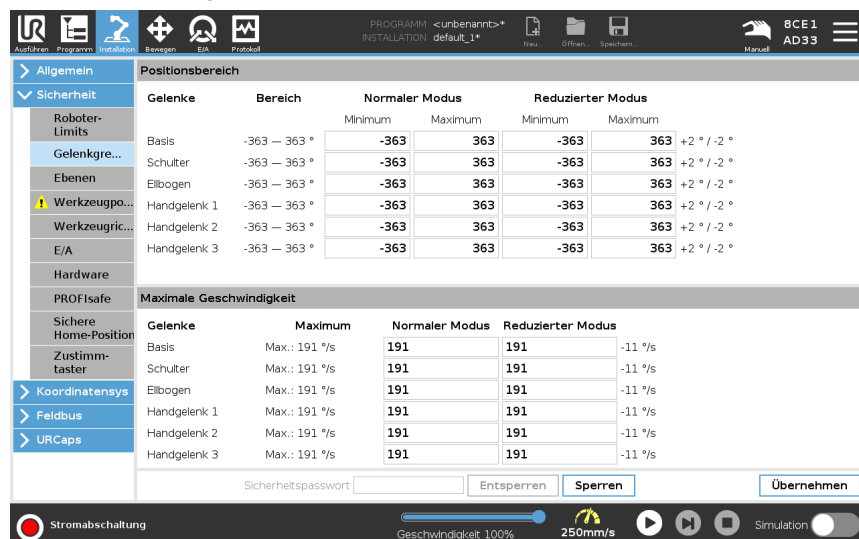 PROGRAMM <unbenannt>*
INSTALLATION default_1*
Ausführen Programm Installation Bewegen E/A Protokoll Neu... Öffnen... Speichern... Manuell
8CE1
AD33
Allgemein
Sicherheit
Roboter-
Limits
Gelenkgre...
Ebenen
Werkzeugpo...
Werkzeugric...
E/A
Hardware
PROFIsafe
Sichere
Home-Position
Zustimm-
taster
Koordinatensys
Feldbus
URCaps
Positionsbereich
Gelenke Bereich Normaler Modus Reduzierter Modus
Minimum Maximum Minimum Maximum
Basis -363 — 363 ° -363 363 -363 363 +2 ° / -2 °
Schulter -363 — 363 ° -363 363 -363 363 +2 ° / -2 °
Ellbogen -363 — 363 ° -363 363 -363 363 +2 ° / -2 °
Handgelenk 1 -363 — 363 ° -363 363 -363 363 +2 ° / -2 °
Handgelenk 2 -363 — 363 ° -363 363 -363 363 +2 ° / -2 °
Handgelenk 3 -363 — 363 ° -363 363 -363 363 +2 ° / -2 °
Maximale Geschwindigkeit
Gelenke Maximum Normaler Modus Reduzierter Modus
Basis Max.: 191 °/s 191 191 -11 °/s
Schulter Max.: 191 °/s 191 191 -11 °/s
Ellbogen Max.: 191 °/s 191 191 -11 °/s
Handgelenk 1 Max.: 191 °/s 191 191 -11 °/s
Handgelenk 2 Max.: 191 °/s 191 191 -11 °/s
Handgelenk 3 Max.: 191 °/s 191 191 -11 °/s
Sicherheitspasswort Entsperren Sperren Übernehmen
Stromabschaltung Geschwindigkeit 100% 250mm/s Simulation